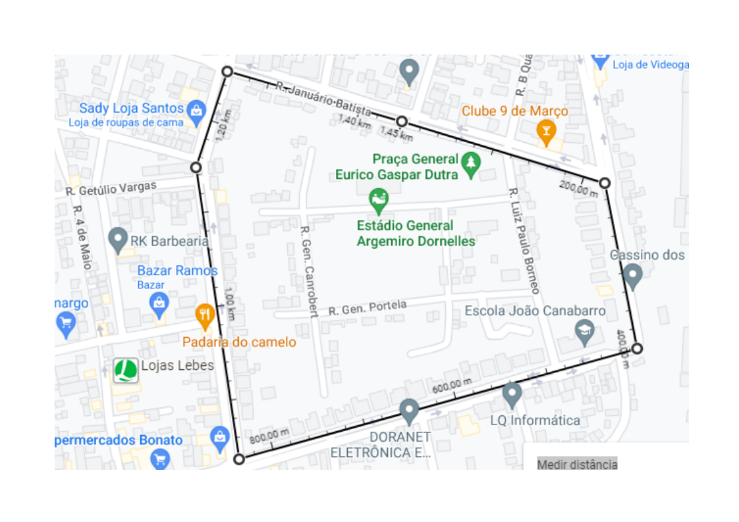 R. B Qua
Loja de Videoga
R. Januário-Batista
Sady Loja Santos
Loja de roupas de cama
1,20 km
1,40 km
1,45 km
Clube 9 de Março
Praça General
Eurico Gaspar Dutra
200,00 m
R. Getúlio Vargas
R. 4 de Maio
Estádio General
Argemiro Dornelles
R. Luiz Paulo Borneo
RK Barbearia
R. Gen. Canrobert
Cassino dos
Bazar Ramos
Bazar
1,00 km
R. Gen. Portela
Escola João Canabarro
Padaria do camelo
400,00 m
Lojas Lebes
600,00 m
LQ Informática
800,00 m
DORANET
ELETRÔNICA E...
permercados Bonato
Medir distância